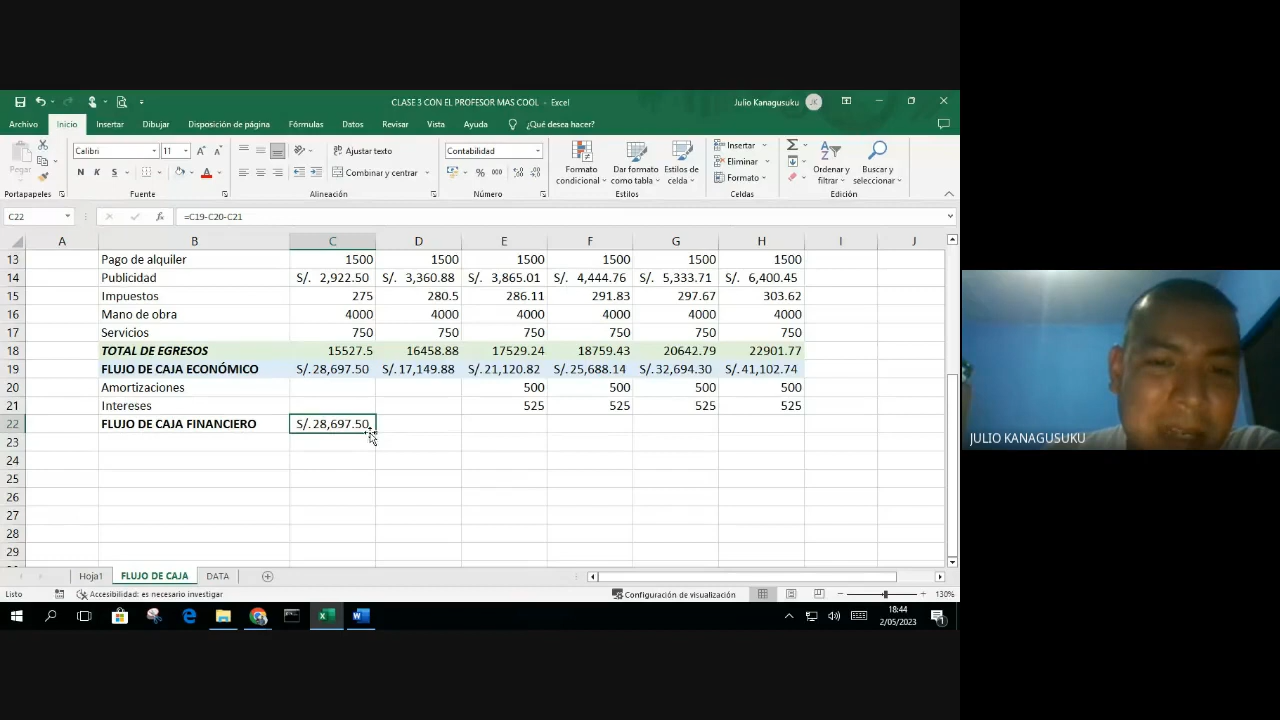 CLASE 3 CON EL PROFESOR MAS COOL - Excel
Julio Kanagusuku JK
Archivo Inicio Insertar Dibujar Disposición de página Fórmulas Datos Revisar Vista Ayuda ¿Qué desea hacer?
Pegar
Calibri 11
N K S
Ajustar texto
Combinar y centrar
Contabilidad
% 000
Formato condicional
Dar formato como tabla
Estilos de celda
Insertar
Eliminar
Formato
Ordenar y filtrar
Buscar y seleccionar
Portapapeles Fuente Alineación Número Estilos Celdas Edición
C22 fx =C19-C20-C21
A B C D E F G H I J
13 Pago de alquiler 1500 1500 1500 1500 1500 1500
14 Publicidad S/. 2,922.50 S/. 3,360.88 S/. 3,865.01 S/. 4,444.76 S/. 5,333.71 S/. 6,400.45
15 Impuestos 275 280.5 286.11 291.83 297.67 303.62
16 Mano de obra 4000 4000 4000 4000 4000 4000
17 Servicios 750 750 750 750 750 750
18 TOTAL DE EGRESOS 15527.5 16458.88 17529.24 18759.43 20642.79 22901.77
19 FLUJO DE CAJA ECONÓMICO S/. 28,697.50 S/. 17,149.88 S/. 21,120.82 S/. 25,688.14 S/. 32,694.30 S/. 41,102.74
20 Amortizaciones 500 500 500 500
21 Intereses 525 525 525 525
22 FLUJO DE CAJA FINANCIERO S/. 28,697.50
23
24
25
26
27
28
29
Hoja1 FLUJO DE CAJA DATA
Listo Accesibilidad: es necesario investigar Configuración de visualización 130%
18:44
2/05/2023
1
JULIO KANAGUSUKU